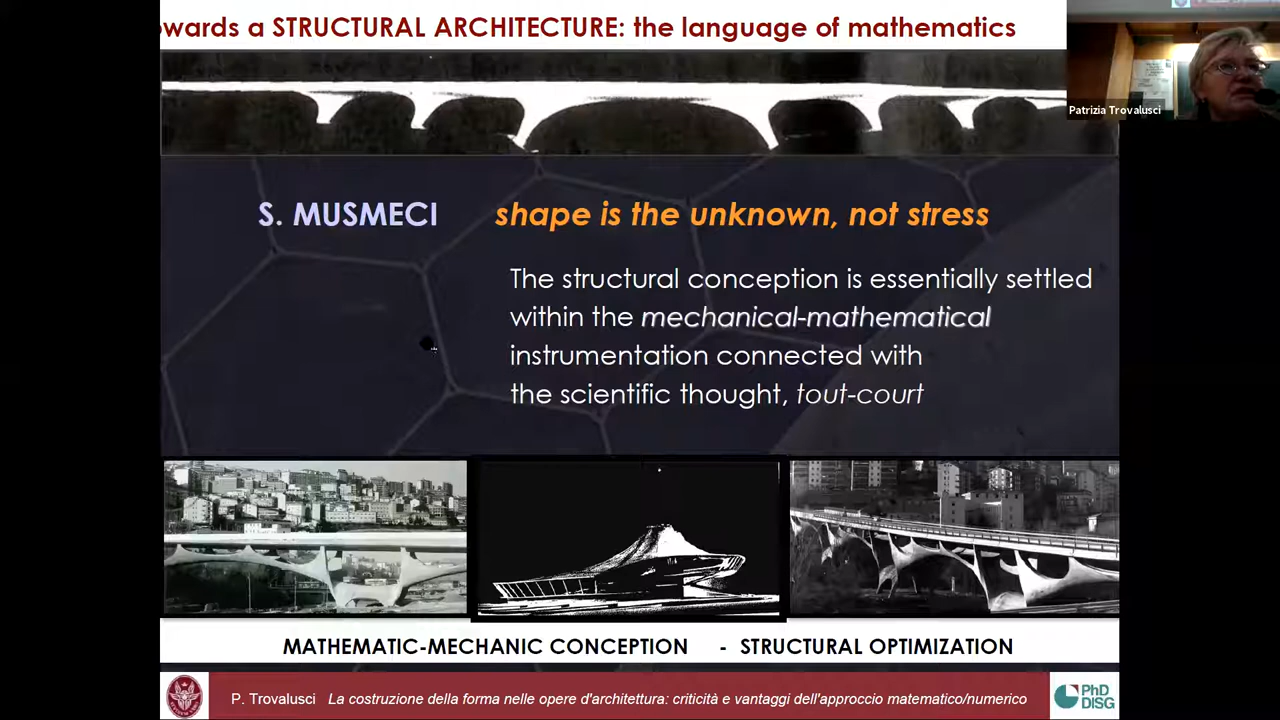 owards a STRUCTURAL ARCHITECTURE: the language of mathematics
Patrizia Trovalusci
S. MUSMECI
shape is the unknown, not stress
The structural conception is essentially settled
within the mechanical-mathematical
instrumentation connected with
the scientific thought, tout-court
MATHEMATIC-MECHANIC CONCEPTION - STRUCTURAL OPTIMIZATION
P. Trovalusci La costruzione della forma nelle opere d'architettura: criticità e vantaggi dell'approccio matematico/numerico
PhD
DISG